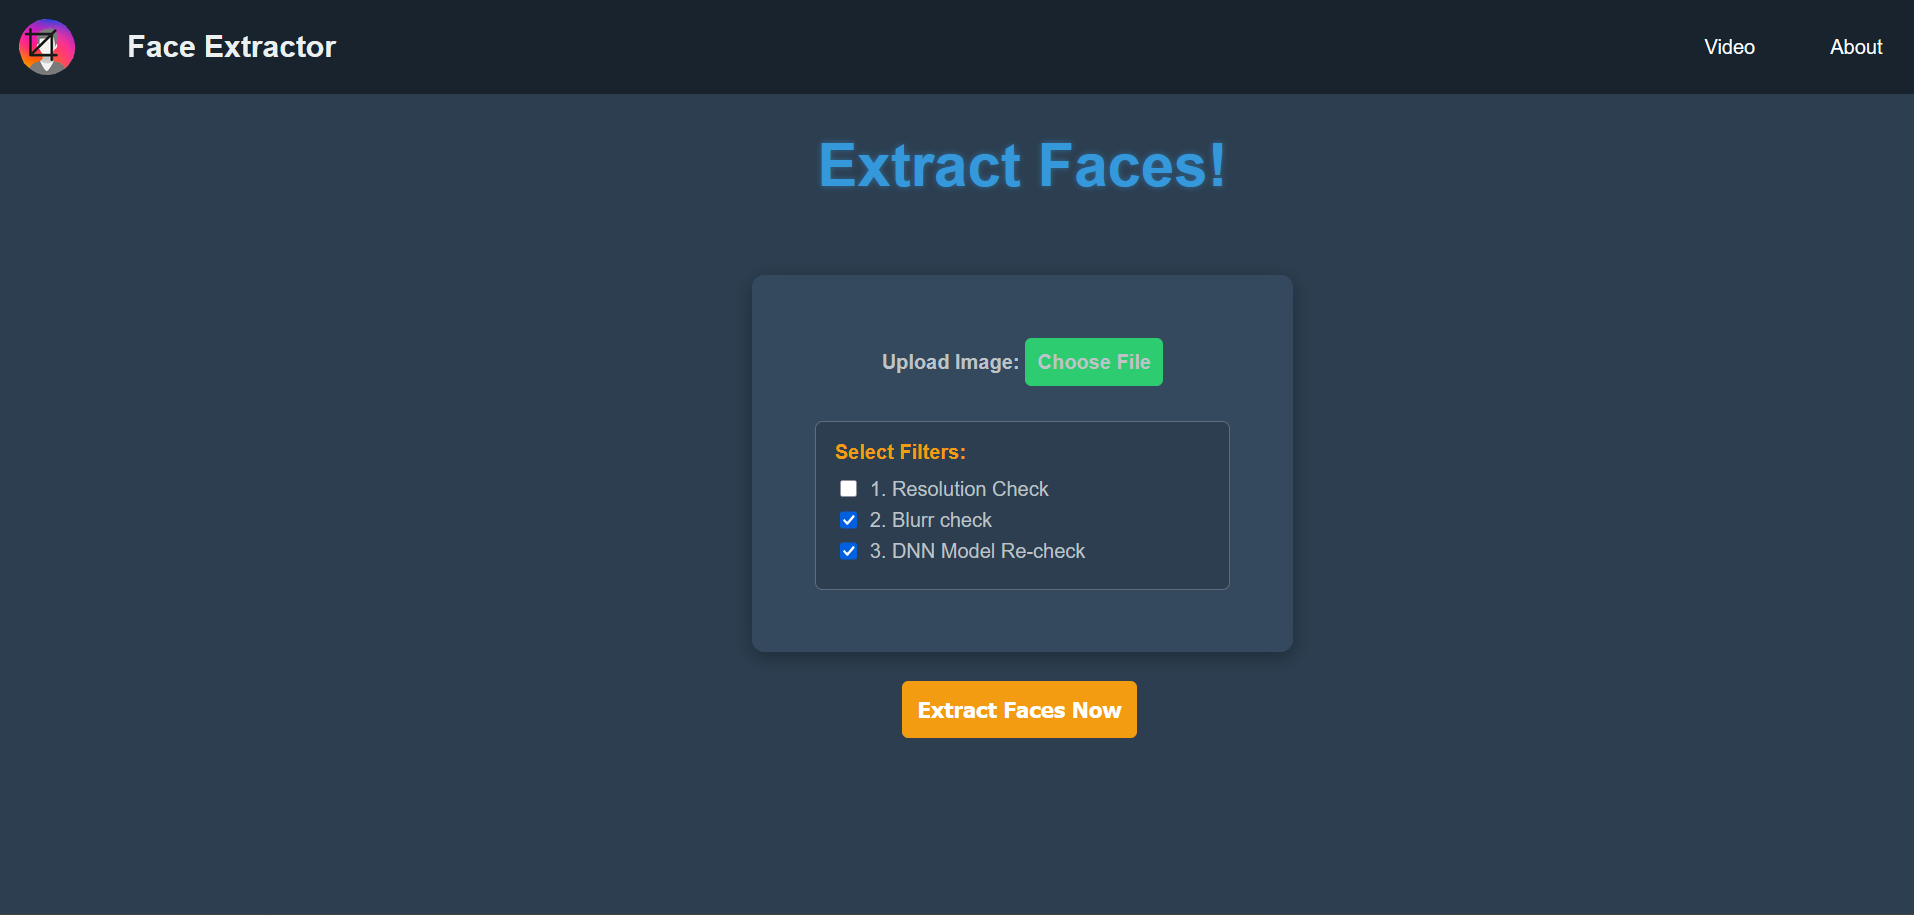 Face Extractor
Video
About
Extract Faces!
Upload Image: Choose File
Select Filters:
1. Resolution Check
2. Blurr check
3. DNN Model Re-check
Extract Faces Now